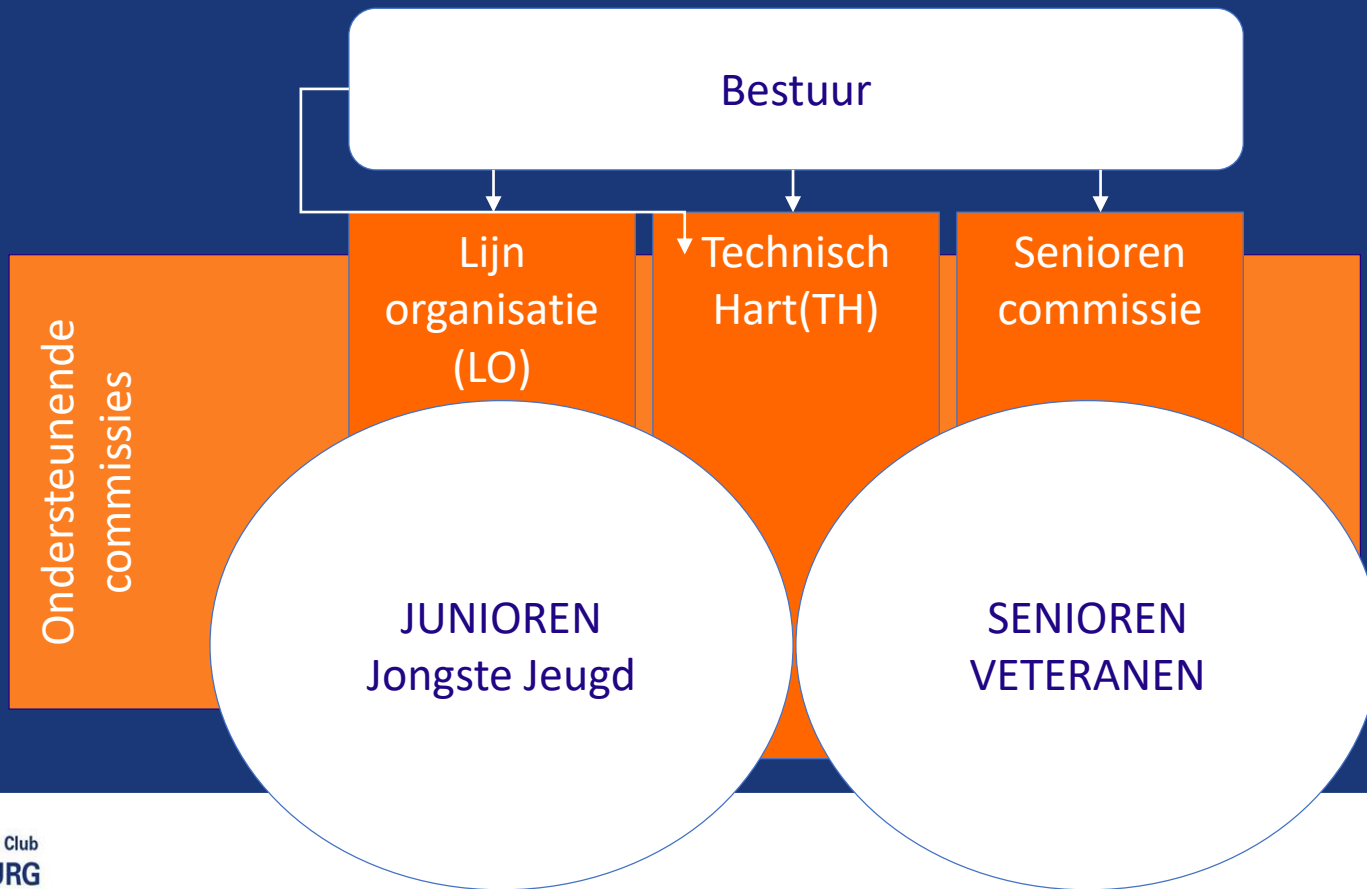 Bestuur
Lijn
organisatie
(LO)
Technisch
Hart(TH)
Senioren
commissie
Ondersteunende
commissies
JUNIOREN
Jongste Jeugd
SENIOREN
VETERANEN
Club